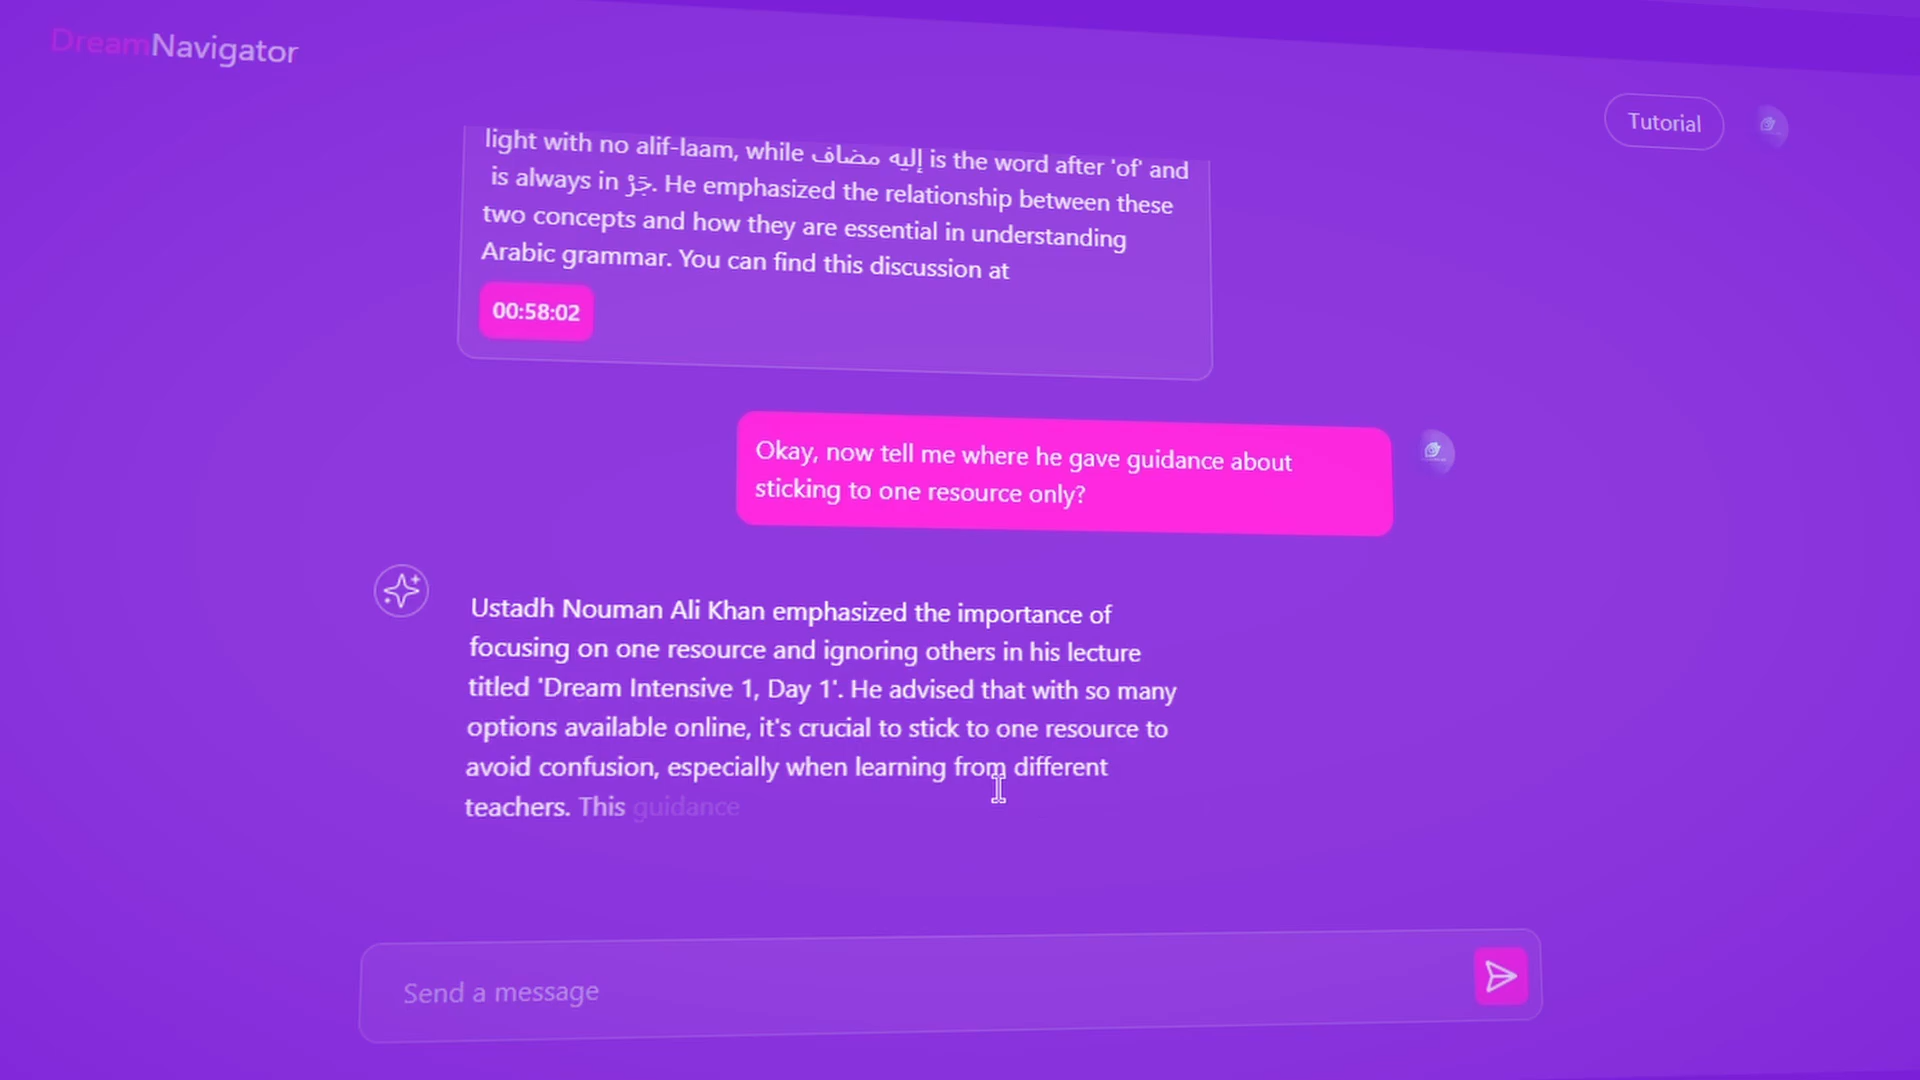 DreamNavigator
Tutorial
light with no alif-laam, while مضاف إليه is the word after 'of' and
is always in جَرّ. He emphasized the relationship between these
two concepts and how they are essential in understanding
Arabic grammar. You can find this discussion at
00:58:02
Okay, now tell me where he gave guidance about
sticking to one resource only?
Ustadh Nouman Ali Khan emphasized the importance of
focusing on one resource and ignoring others in his lecture
titled 'Dream Intensive 1, Day 1'. He advised that with so many
options available online, it's crucial to stick to one resource to
avoid confusion, especially when learning from different
teachers. This guidance
Send a message